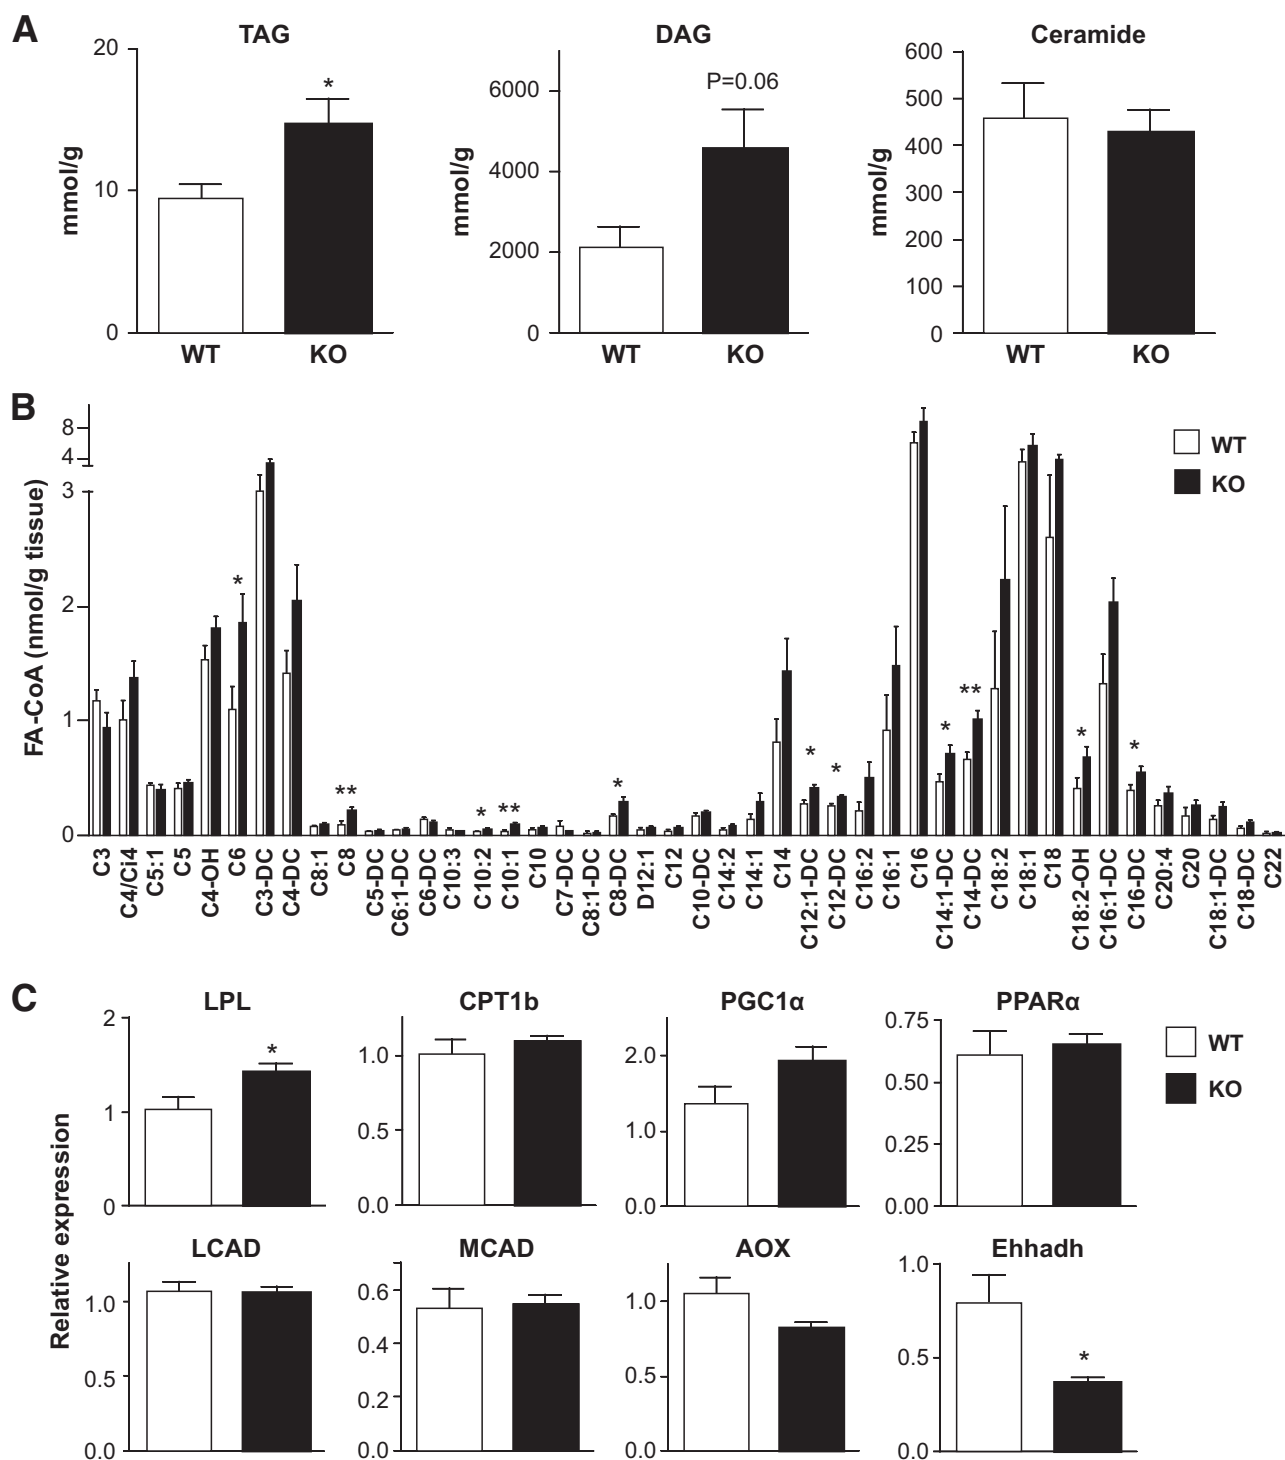 A
TAG
DAG
Ceramide
20
10
0
mmol/g
*
WT
KO
6000
4000
2000
0
mmol/g
P=0.06
WT
KO
600
500
400
300
200
100
0
mmol/g
WT
KO
B
8
4
3
2
1
0
FA-CoA (nmol/g tissue)
*
**
*
**
*
*
*
*
**
*
*
WT
KO
C3
C4/Ci4
C5:1
C5
C4-OH
C6
C3-DC
C4-DC
C8:1
C8
C5-DC
C6:1-DC
C6-DC
C10:3
C10:2
C10:1
C10
C7-DC
C8:1-DC
C8-DC
D12:1
C12
C10-DC
C14:2
C14:1
C14
C12:1-DC
C12-DC
C16:2
C16:1
C16
C14:1-DC
C14-DC
C18:2
C18:1
C18
C18:2-OH
C16:1-DC
C16-DC
C20:4
C20
C18:1-DC
C18-DC
C22
C
Relative expression
LPL
2
1
0
*
CPT1b
1.0
0.5
0.0
PGC1α
2.0
1.0
0.0
PPARα
0.75
0.50
0.25
0.00
WT
KO
LCAD
1.0
0.5
0.0
MCAD
0.6
0.4
0.2
0.0
AOX
1.0
0.5
0.0
Ehhadh
1.0
0.5
0.0
*